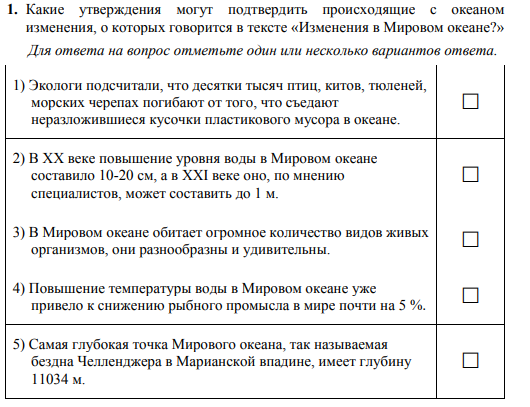 1. Какие утверждения могут подтвердить происходящие с океаном
изменения, о которых говорится в тексте «Изменения в Мировом океане?»
Для ответа на вопрос отметьте один или несколько вариантов ответа.
1) Экологи подсчитали, что десятки тысяч птиц, китов, тюленей,
морских черепах погибают от того, что съедают
неразложившиеся кусочки пластикового мусора в океане.
2) В XX веке повышение уровня воды в Мировом океане
составило 10-20 см, а в XXI веке оно, по мнению
специалистов, может составить до 1 м.
3) В Мировом океане обитает огромное количество видов живых
организмов, они разнообразны и удивительны.
4) Повышение температуры воды в Мировом океане уже
привело к снижению рыбного промысла в мире почти на 5 %.
5) Самая глубокая точка Мирового океана, так называемая
бездна Челленджера в Марианской впадине, имеет глубину
11034 м.